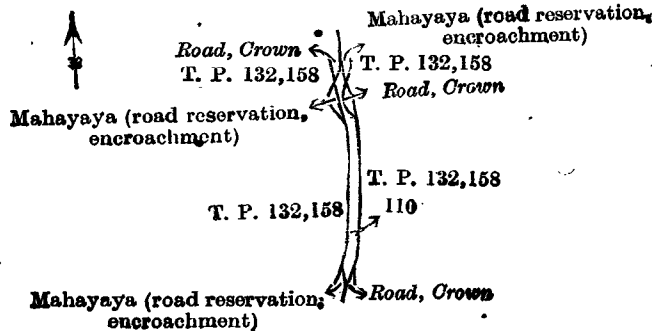 Mahayaya (road reservation,
encroachment)
Road, Crown
T. P. 132,158
T. P. 132,158
Road, Crown
Mahayaya (road reservation,
encroachment)
T. P. 132,158
T. P. 132,158
110
Mahayaya (road reservation,
encroachment)
Road, Crown